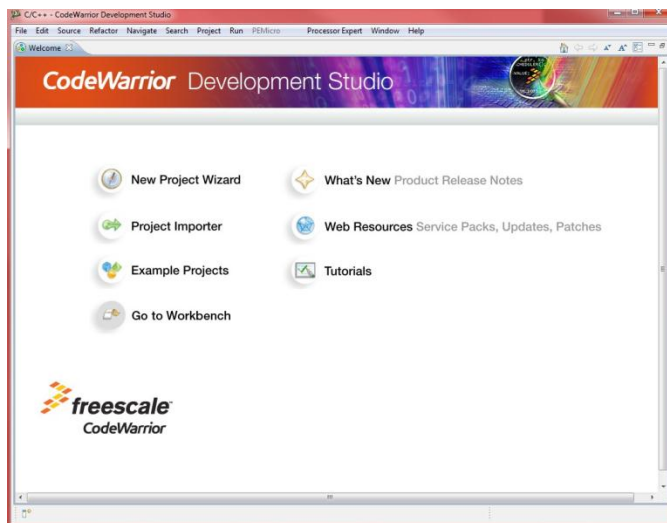 C/C++ - CodeWarrior Development Studio
File Edit Source Refactor Navigate Search Project Run PEMicro Processor Expert Window Help
Welcome
CodeWarrior Development Studio
New Project Wizard
What's New Product Release Notes
Project Importer
Web Resources Service Packs, Updates, Patches
Example Projects
Tutorials
Go to Workbench
freescale
CodeWarrior